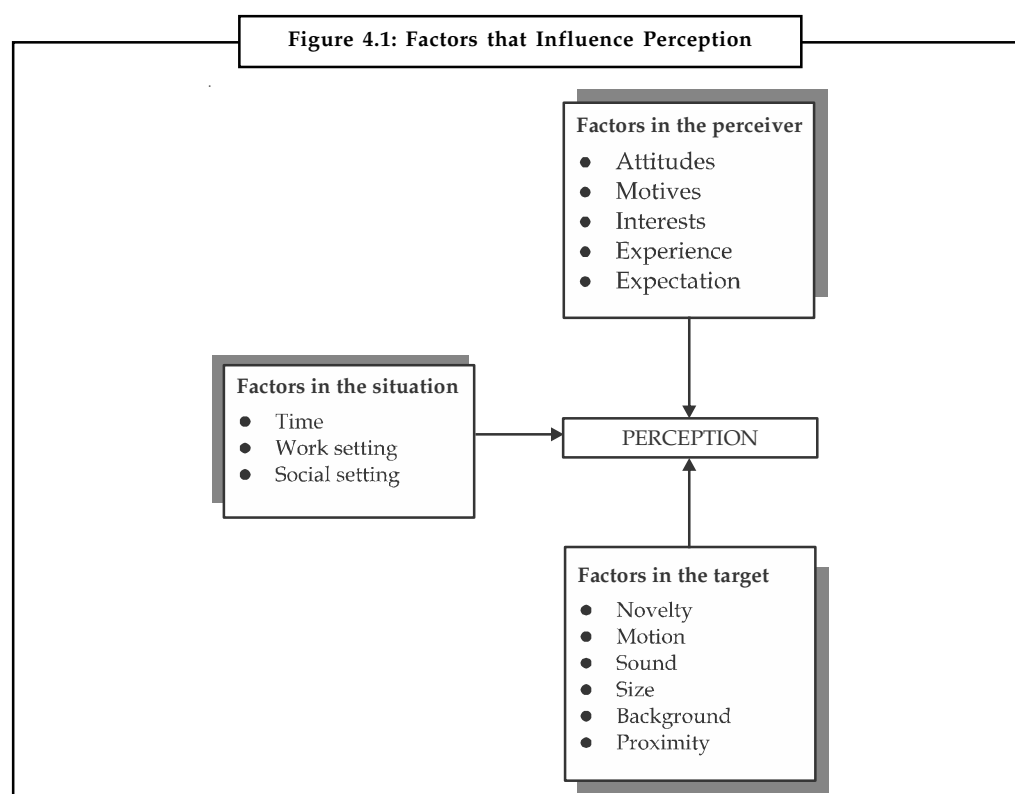 Figure 4.1: Factors that Influence Perception
Factors in the perceiver
● Attitudes
● Motives
● Interests
● Experience
● Expectation
Factors in the situation
● Time
● Work setting
● Social setting
PERCEPTION
Factors in the target
● Novelty
● Motion
● Sound
● Size
● Background
● Proximity